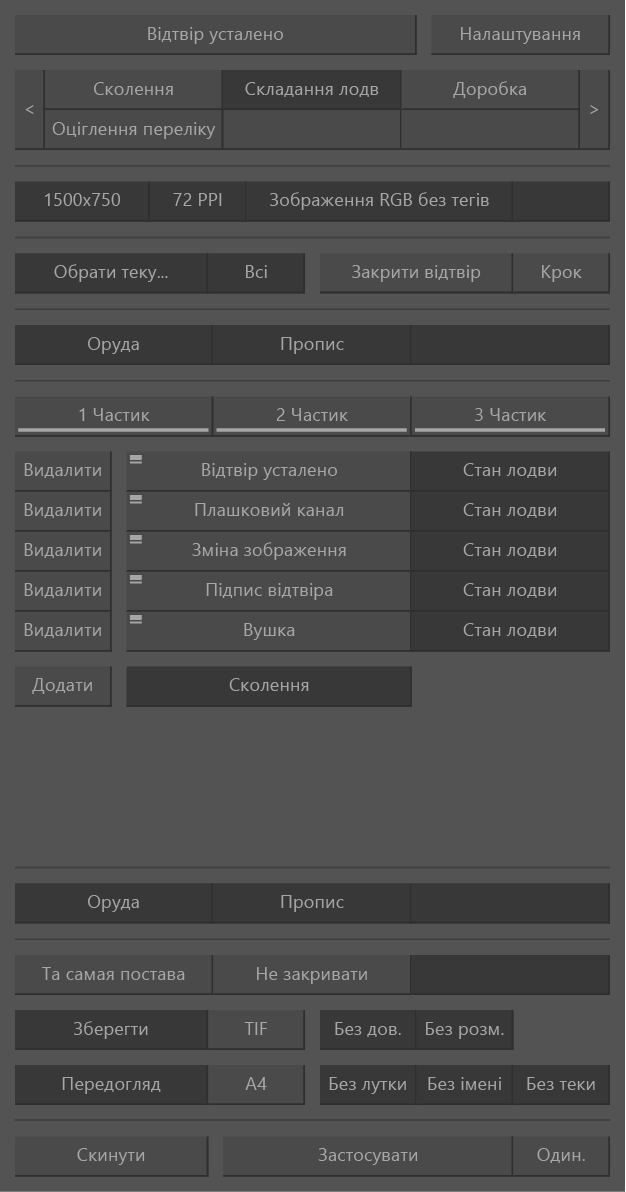 Відтвір усталено Налаштування
Сколення Складання лодв Доробка
< >
Оціглення переліку
1500x750 72 PPI Зображення RGB без тегів
Обрати теку... Всі Закрити відтвір Крок
Оруда Пропис
1 Частик 2 Частик 3 Частик
Видалити Відтвір усталено Стан лодви
Видалити Плашковий канал Стан лодви
Видалити Зміна зображення Стан лодви
Видалити Підпис відтвіра Стан лодви
Видалити Вушка Стан лодви
Додати Сколення
Оруда Пропис
Та самая постава Не закривати
Зберегти TIF Без дов. Без розм.
Передогляд A4 Без лутки Без імені Без теки
Скинути Застосувати Один.